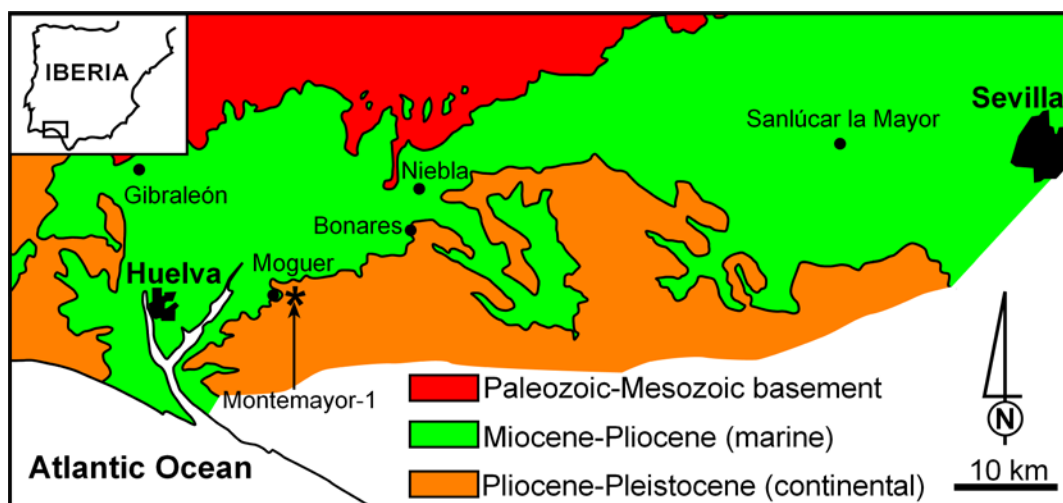 IBERIA
Sevilla
Sanlúcar la Mayor
Niebla
Gibraleón
Bonares
Moguer
Huelva
*
Montemayor-1
Paleozoic-Mesozoic basement
Miocene-Pliocene (marine)
Pliocene-Pleistocene (continental)
Atlantic Ocean
N
10 km